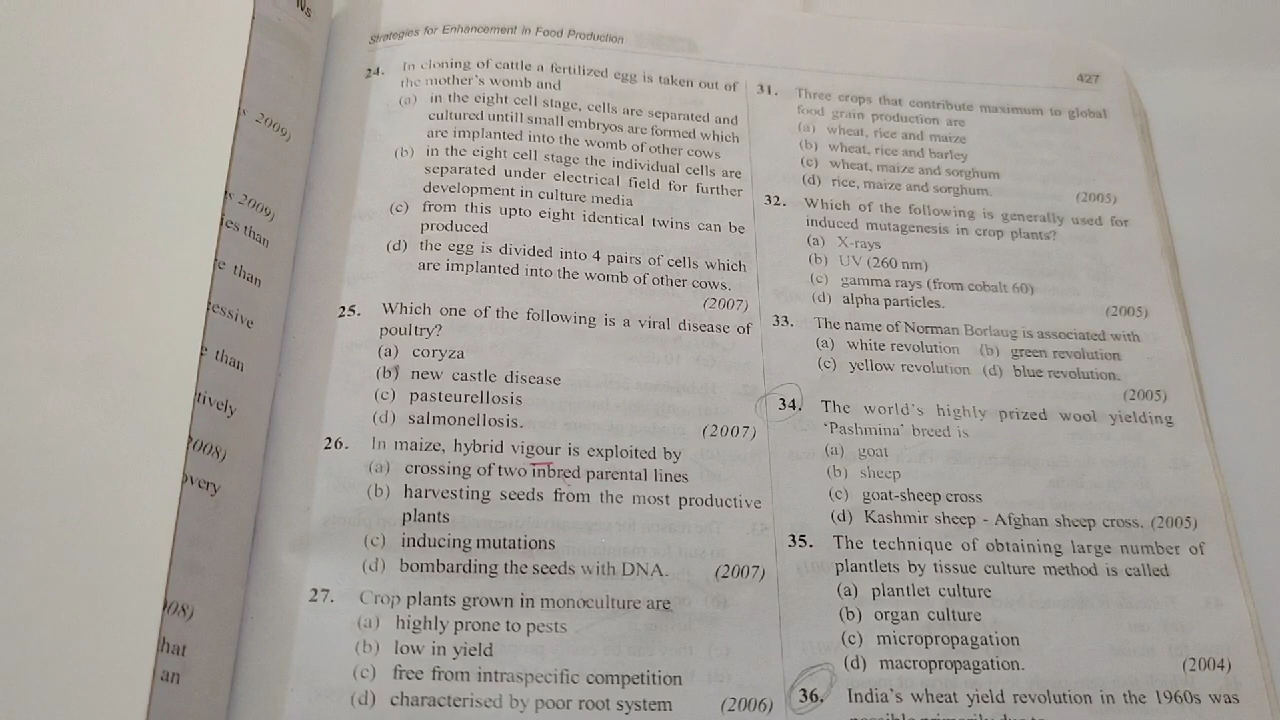 Strategies for Enhancement in Food Production
427
2009)
2009)
than
than
essive
than
tively
2008)
very
08)
hat
an
24. In cloning of cattle a fertilized egg is taken out of
the mother's womb and
(a) in the eight cell stage, cells are separated and
cultured untill small embryos are formed which
are implanted into the womb of other cows
(b) in the eight cell stage the individual cells are
separated under electrical field for further
development in culture media
(c) from this upto eight identical twins can be
produced
(d) the egg is divided into 4 pairs of cells which
are implanted into the womb of other cows.
(2007)
25. Which one of the following is a viral disease of
poultry?
(a) coryza
(b) new castle disease
(c) pasteurellosis
(d) salmonellosis.
(2007)
26. In maize, hybrid vigour is exploited by
(a) crossing of two inbred parental lines
(b) harvesting seeds from the most productive
plants
(c) inducing mutations
(d) bombarding the seeds with DNA. (2007)
27. Crop plants grown in monoculture are
(a) highly prone to pests
(b) low in yield
(c) free from intraspecific competition
(d) characterised by poor root system (2006)
31. Three crops that contribute maximum to global
food grain production are
(a) wheat, rice and maize
(b) wheat, rice and barley
(c) wheat, maize and sorghum
(d) rice, maize and sorghum.
(2005)
32. Which of the following is generally used for
induced mutagenesis in crop plants?
(a) X-rays
(b) UV (260 nm)
(c) gamma rays (from cobalt 60)
(d) alpha particles.
(2005)
33. The name of Norman Borlaug is associated with
(a) white revolution (b) green revolution
(c) yellow revolution (d) blue revolution.
(2005)
34. The world's highly prized wool yielding
'Pashmina' breed is
(a) goat
(b) sheep
(c) goat-sheep cross
(d) Kashmir sheep - Afghan sheep cross. (2005)
35. The technique of obtaining large number of
plantlets by tissue culture method is called
(a) plantlet culture
(b) organ culture
(c) micropropagation
(d) macropropagation. (2004)
36. India's wheat yield revolution in the 1960s was